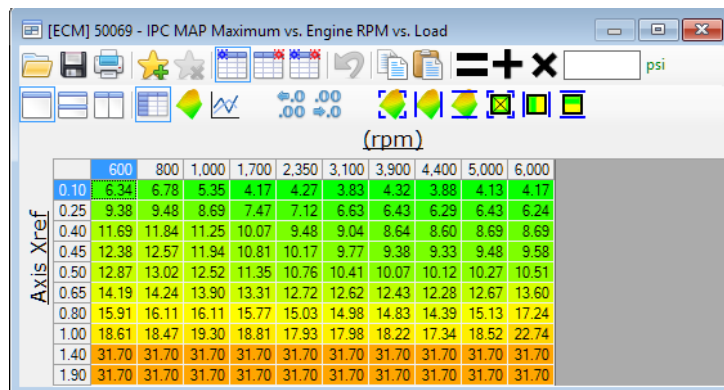 [ECM] 50069 - IPC MAP Maximum vs. Engine RPM vs. Load
psi
←.0 .00
.00 →.0
(rpm)
600 800 1,000 1,700 2,350 3,100 3,900 4,400 5,000 6,000
0.10 6.34 6.78 5.35 4.17 4.27 3.83 4.32 3.88 4.13 4.17
0.25 9.38 9.48 8.69 7.47 7.12 6.63 6.43 6.29 6.43 6.24
0.40 11.69 11.84 11.25 10.07 9.48 9.04 8.64 8.60 8.69 8.69
0.45 12.38 12.57 11.94 10.81 10.17 9.77 9.38 9.33 9.48 9.58
0.50 12.87 13.02 12.52 11.35 10.76 10.41 10.07 10.12 10.27 10.51
0.65 14.19 14.24 13.90 13.31 12.72 12.62 12.43 12.28 12.67 13.60
0.80 15.91 16.11 16.11 15.77 15.03 14.98 14.83 14.39 15.13 17.24
1.00 18.61 18.47 19.30 18.81 17.93 17.98 18.22 17.34 18.52 22.74
1.40 31.70 31.70 31.70 31.70 31.70 31.70 31.70 31.70 31.70 31.70
1.90 31.70 31.70 31.70 31.70 31.70 31.70 31.70 31.70 31.70 31.70
Axis Xref